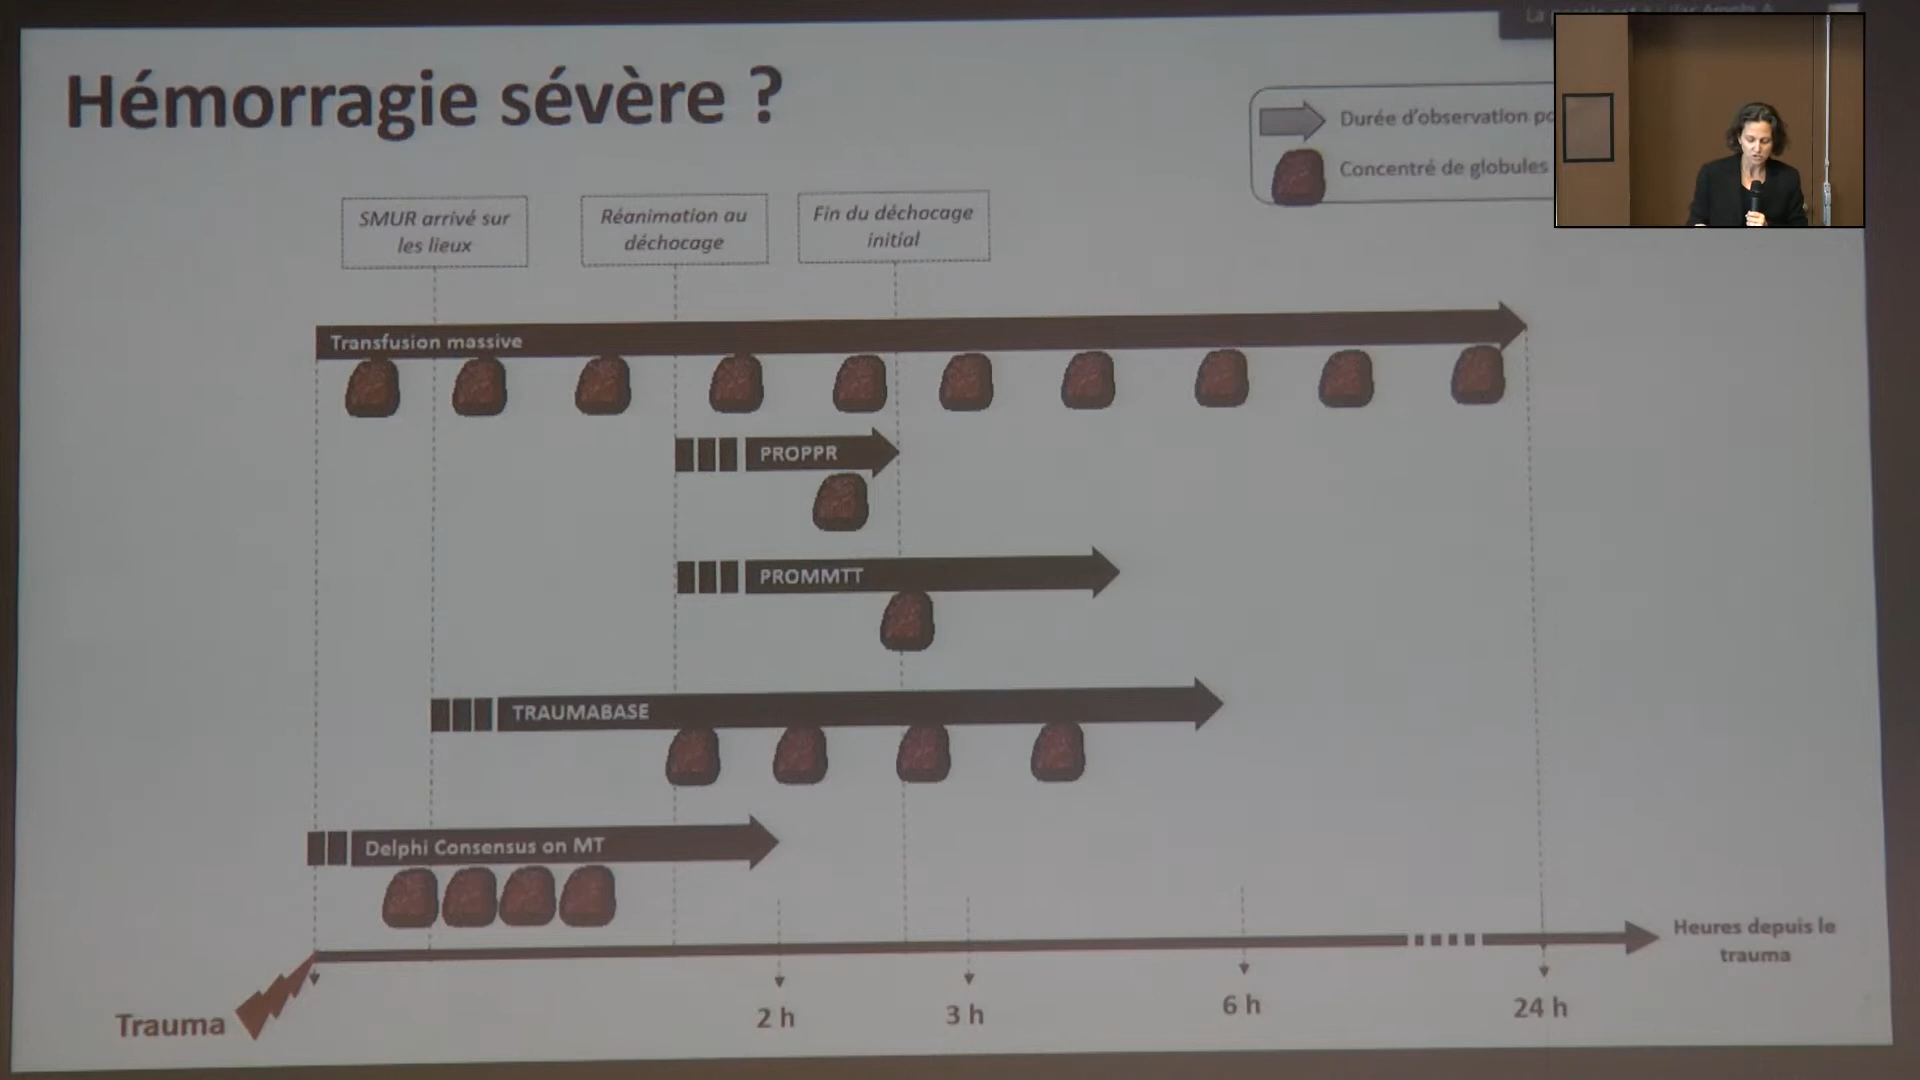 Hémorragie sévère ?
Durée d'observation
Concentré de globules
SMUR arrivé sur
les lieux
Réanimation au
déchocage
Fin du déchocage
initial
Transfusion massive
PROPPR
PROMMTT
TRAUMABASE
Delphi Consensus on MT
Heures depuis le
trauma
Trauma
2 h
3 h
6 h
24 h